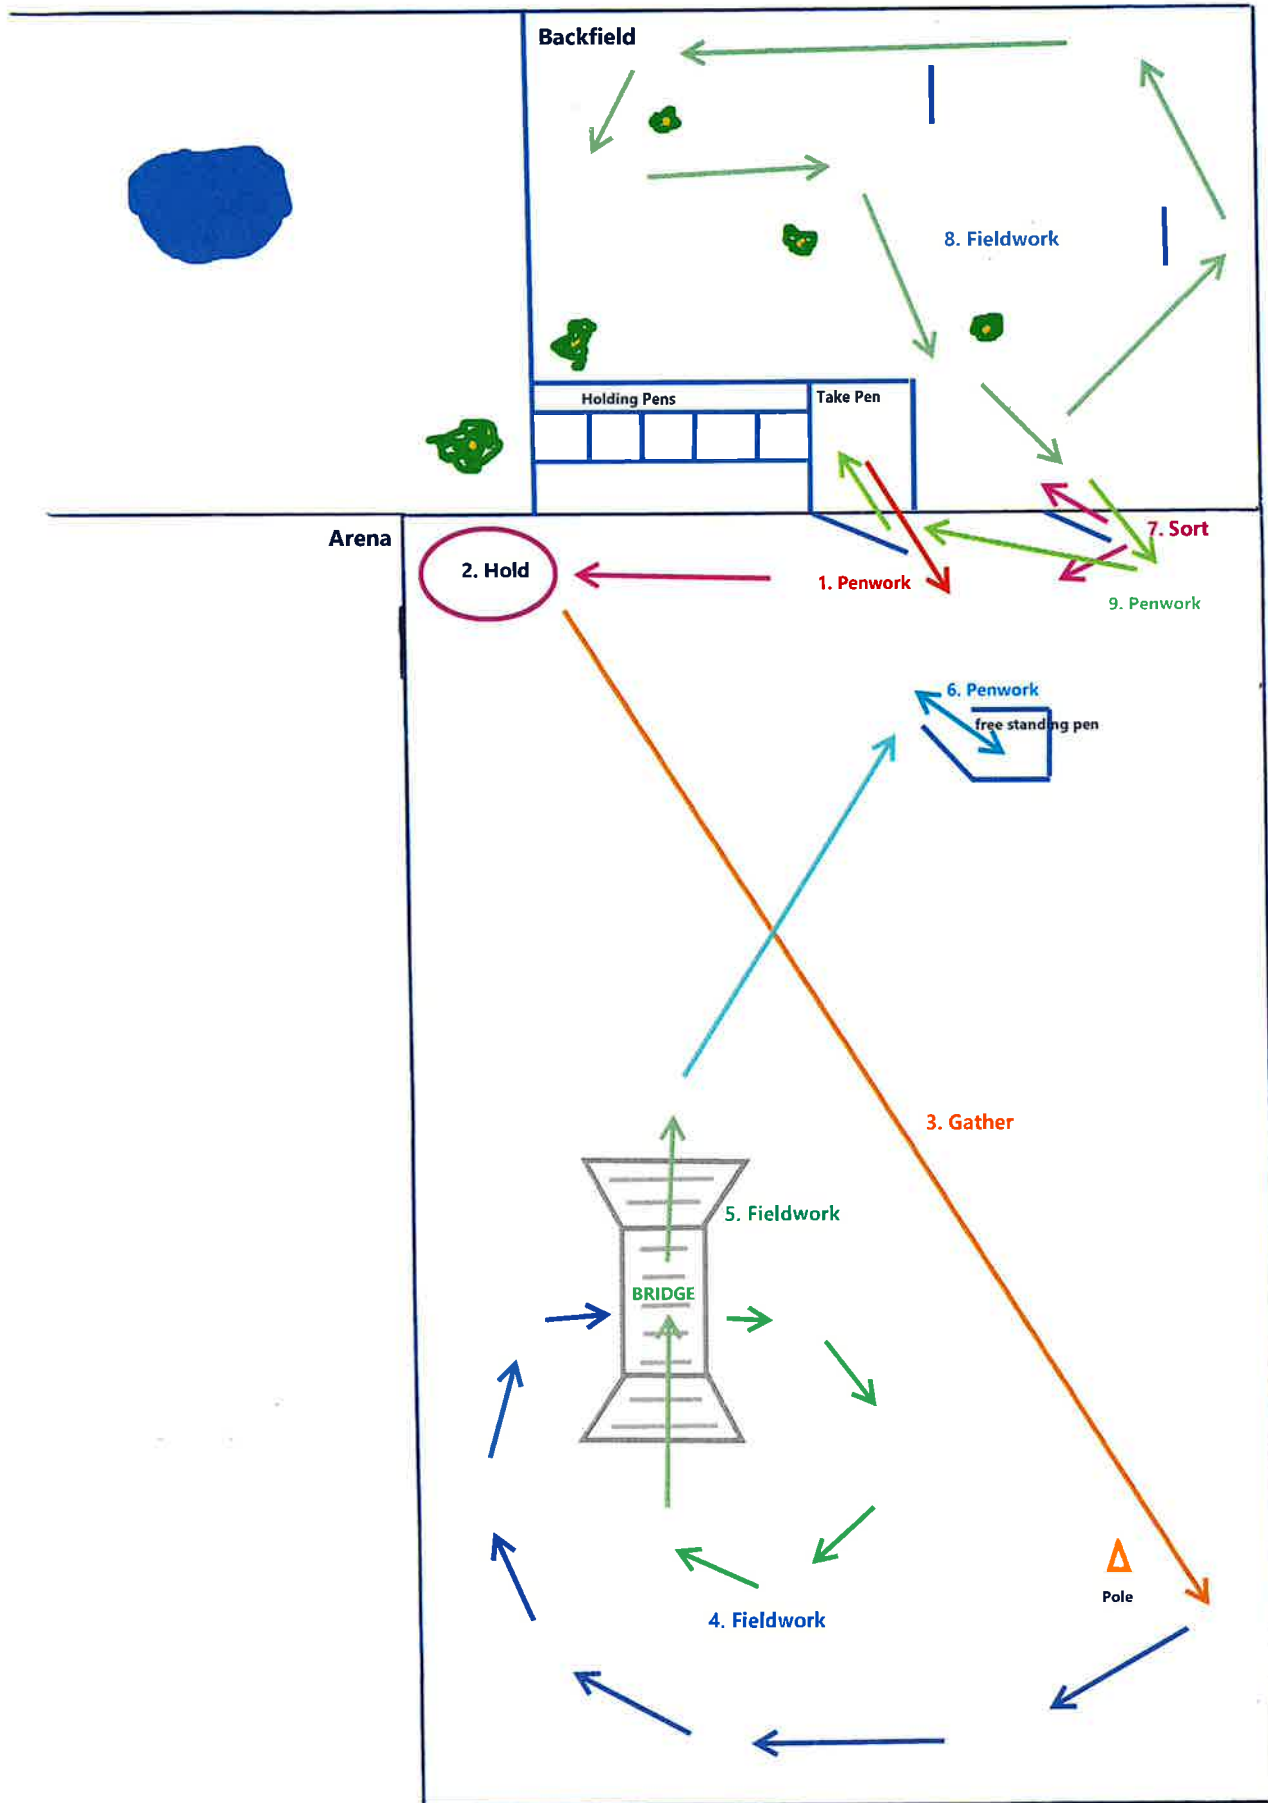 Backfield
8. Fieldwork
Holding Pens
Take Pen
Arena
7. Sort
2. Hold
1. Penwork
9. Penwork
6. Penwork
free standing pen
3. Gather
5. Fieldwork
BRIDGE
Pole
4. Fieldwork